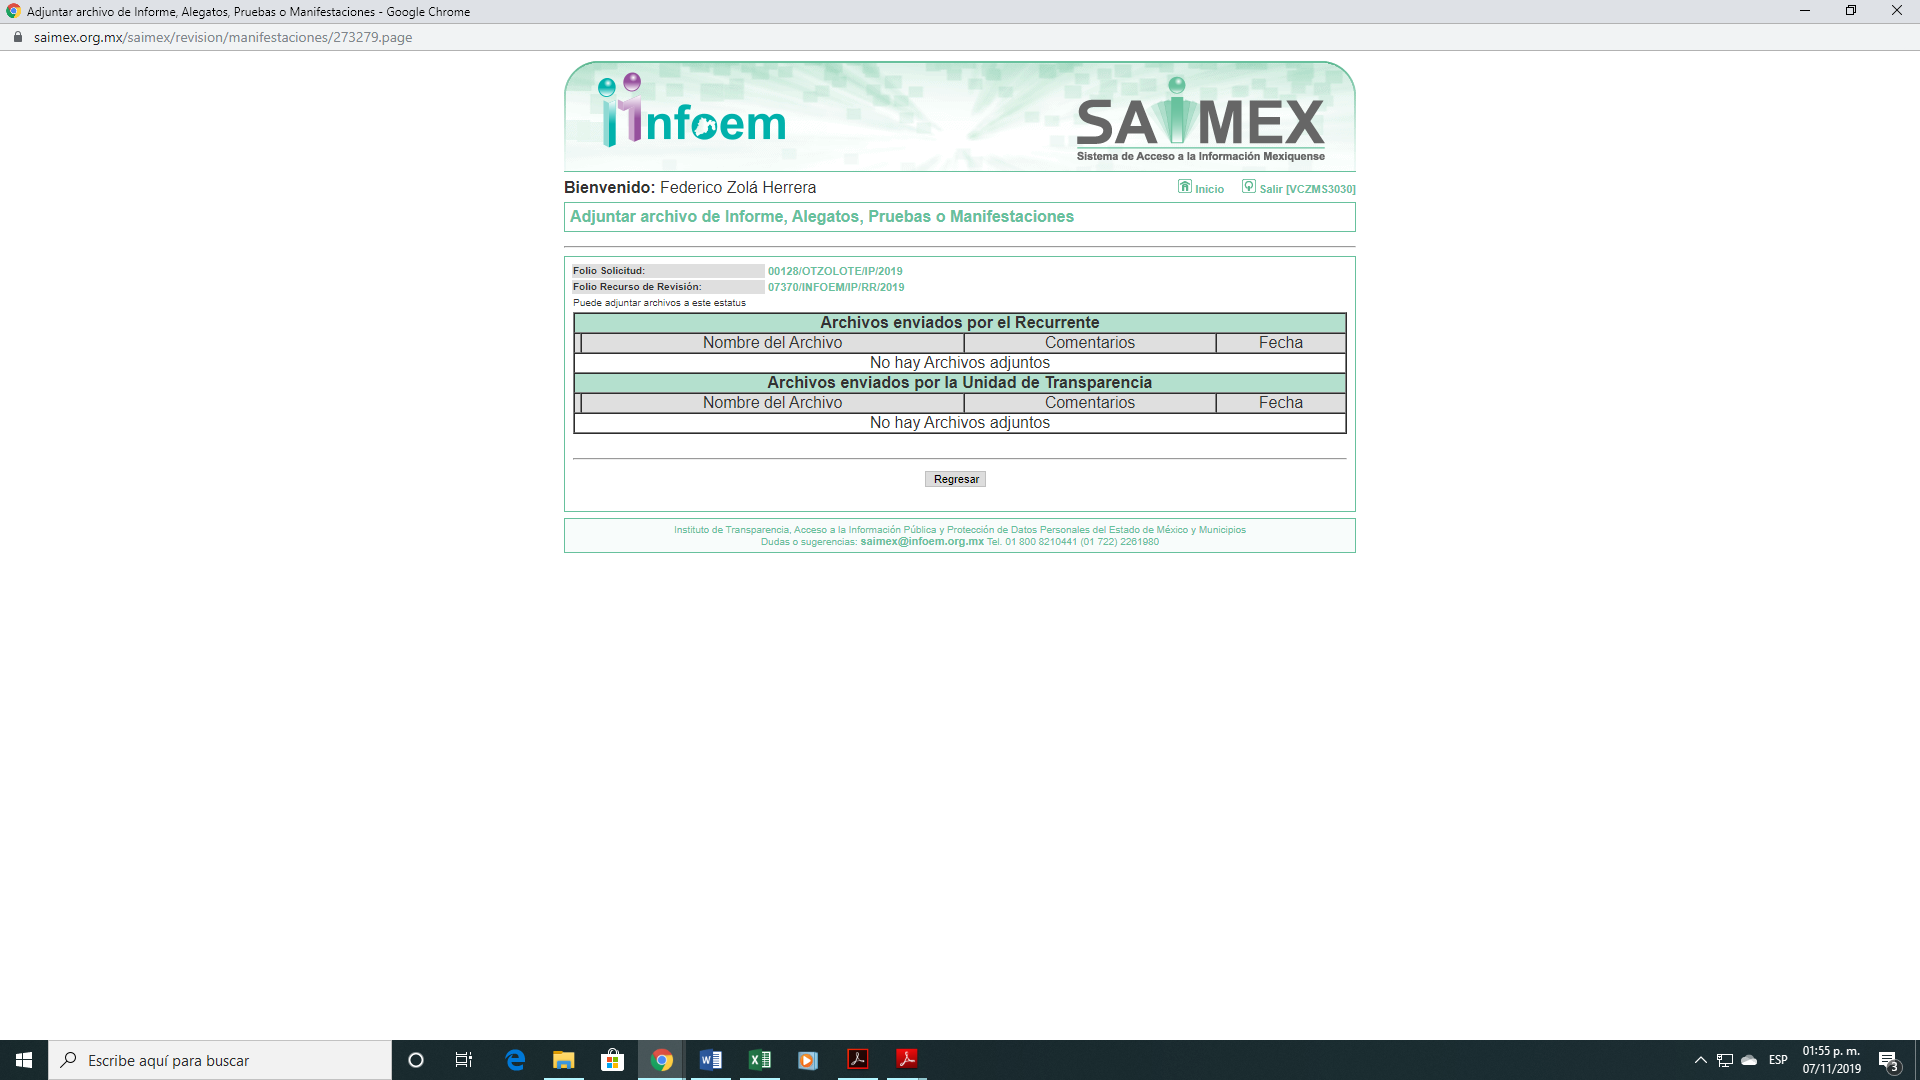 Adjuntar archivo de Informe, Alegatos, Pruebas o Manifestaciones - Google Chrome
saimex.org.mx/saimex/revision/manifestaciones/273279.page
infoem
SAIMEX
Sistema de Acceso a la Información Mexiquense
Bienvenido: Federico Zolá Herrera Inicio Salir [VCZMS3030]
Adjuntar archivo de Informe, Alegatos, Pruebas o Manifestaciones
Folio Solicitud: 00128/OTZOLOTE/IP/2019
Folio Recurso de Revisión: 07370/INFOEM/IP/RR/2019
Puede adjuntar archivos a este estatus
Archivos enviados por el Recurrente
Nombre del Archivo Comentarios Fecha
No hay Archivos adjuntos
Archivos enviados por la Unidad de Transparencia
Nombre del Archivo Comentarios Fecha
No hay Archivos adjuntos
Regresar
Instituto de Transparencia, Acceso a la Información Pública y Protección de Datos Personales del Estado de México y Municipios
Dudas o sugerencias: saimex@infoem.org.mx Tel. 01 800 8210441 (01 722) 2261980
Escribe aquí para buscar
ESP
01:55 p. m.
07/11/2019
3